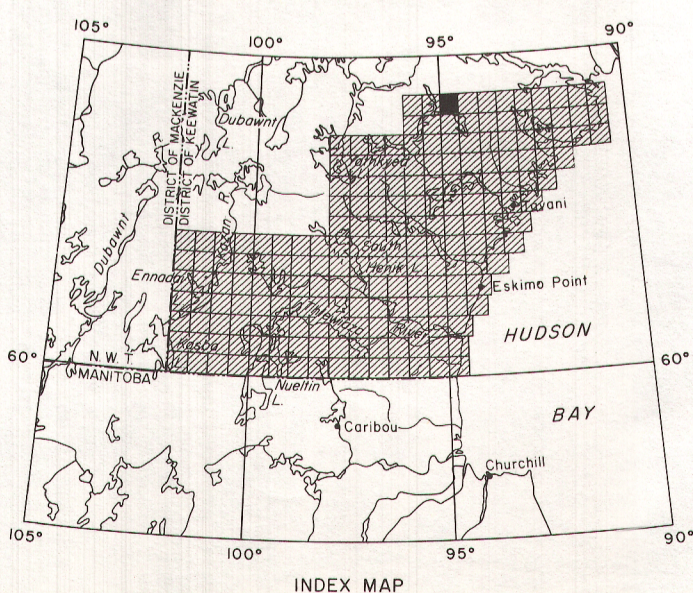 105°
100°
95°
90°
Dubawnt
L.
R.
DISTRICT OF MACKENZIE
DISTRICT OF KEEWATIN
Yathkyed
L.
Tavani
Kazan R.
Dubawnt
South
Henik L.
Ennadai
Eskimo Point
Thlewiaza River
HUDSON
Kasba
60°
N. W. T.
MANITOBA
60°
Nueltin
L.
BAY
Caribou
Churchill
105°
100°
95°
90°
INDEX MAP